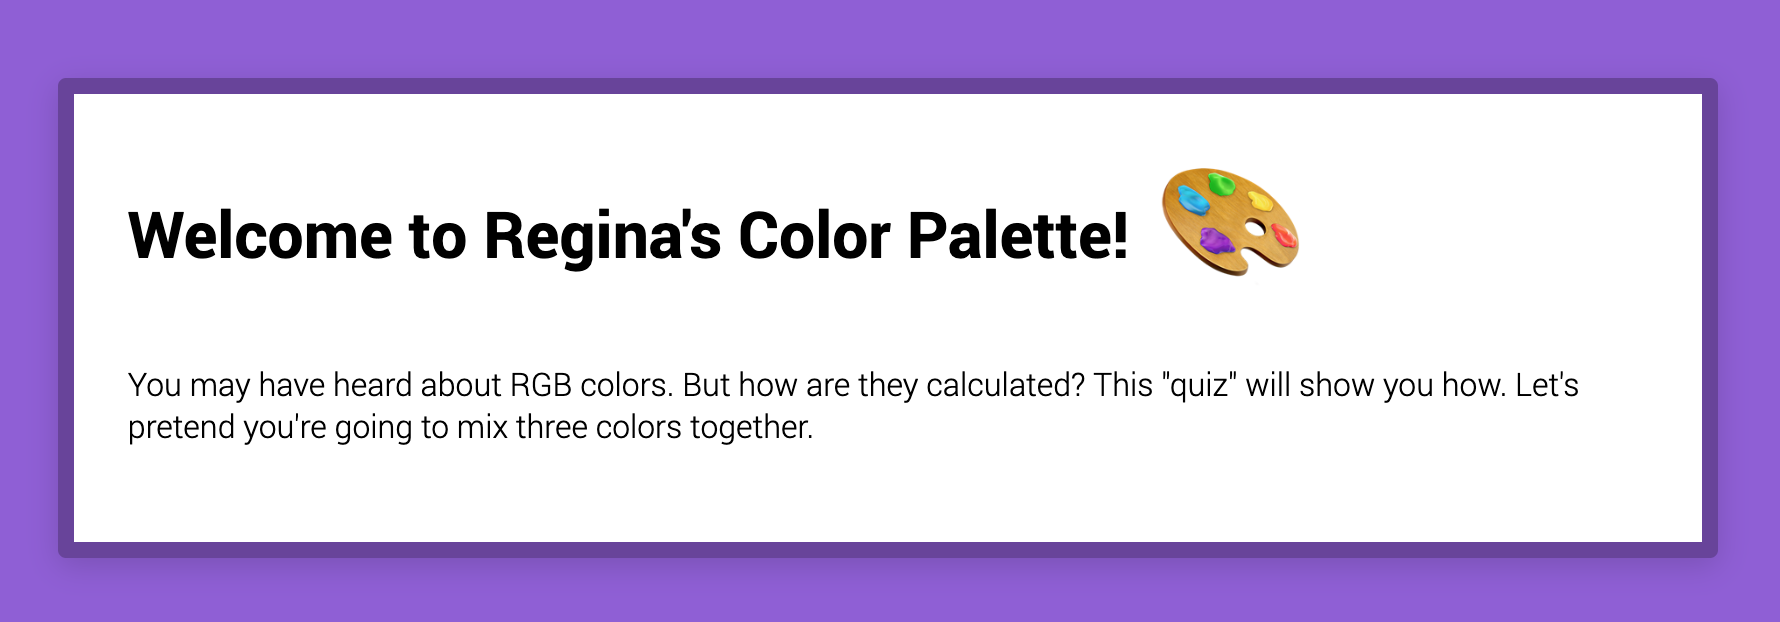 Welcome to Regina's Color Palette!
You may have heard about RGB colors. But how are they calculated? This "quiz" will show you how. Let's
pretend you're going to mix three colors together.